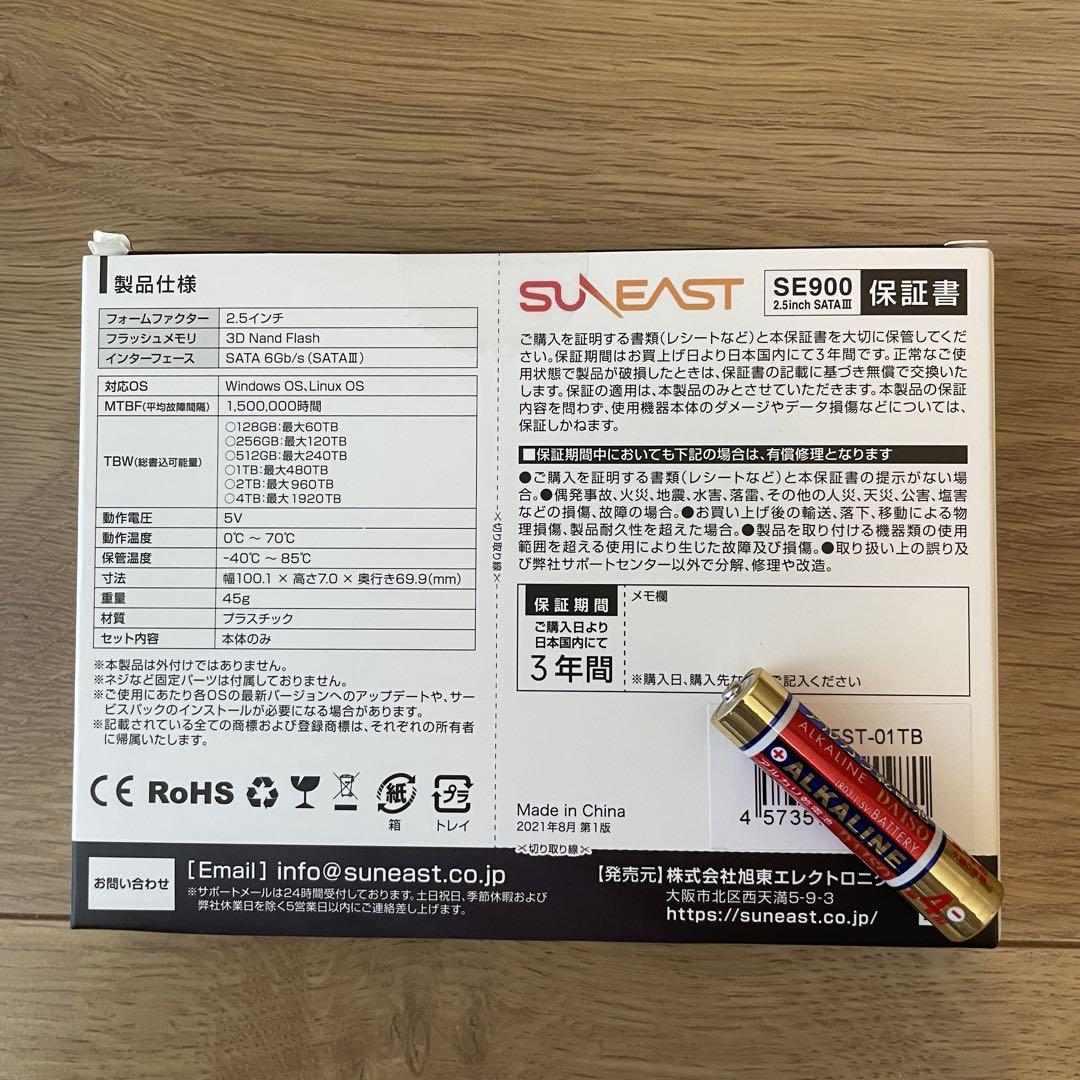 製品仕様
フォームファクター 2.5インチ
フラッシュメモリ 3D Nand Flash
インターフェース SATA 6Gb/s (SATAⅢ)
対応OS Windows OS、Linux OS
MTBF(平均故障間隔) 1,500,000時間
TBW(総書込可能量)
○128GB:最大60TB
○256GB:最大120TB
○512GB:最大240TB
○1TB:最大480TB
○2TB:最大960TB
○4TB:最大1920TB
動作電圧 5V
動作温度 0℃ ~ 70℃
保管温度 -40℃ ~ 85℃
寸法 幅100.1 × 高さ7.0 × 奥行き69.9(mm)
重量 45g
材質 プラスチック
セット内容 本体のみ
※本製品は外付けではありません。
※ネジなど固定パーツは付属しておりません。
※ご使用にあたり各OSの最新バージョンへのアップデートや、サー
ビスパックのインストールが必要になる場合があります。
※記載されている全ての商標および登録商標は、それぞれの所有者
に帰属いたします。
CE RoHS
紙 プラ
箱 トレイ
切り取り線
SUNEAST
SE900
2.5inch SATAⅢ
保証書
ご購入を証明する書類(レシートなど)と本保証書を大切に保管してくだ
さい。保証期間はお買上げ日より日本国内にて3年間です。正常なご使
用状態で製品が破損したときは、保証書の記載に基づき無償で交換いた
します。保証の適用は、本製品のみとさせていただきます。本製品の保証
内容を問わず、使用機器本体のダメージやデータ損傷などについては、
保証しかねます。
■保証期間中においても下記の場合は、有償修理となります
●ご購入を証明する書類(レシートなど)と本保証書の提示がない場
合。●偶発事故、火災、地震、水害、落雷、その他の人災、天災、公害、塩害
などの損傷、故障の場合。●お買い上げ後の輸送、落下、移動による物
理損傷、製品耐久性を超えた場合。●製品を取り付ける機器類の使用
範囲を超える使用により生じた故障及び損傷。●取り扱い上の誤り及
び弊社サポートセンター以外で分解、修理や改造。
保証期間
ご購入日より
日本国内にて
3年間
メモ欄
※購入日、購入先な ご記入ください
5ST-01TB
4 5735
Made in China
2021年8月 第1版
切り取り線
お問い合わせ
[Email] info@suneast.co.jp
※サポートメールは24時間受付しております。土日祝日、季節休暇および
弊社休業日を除く5営業日以内にご連絡差し上げます。
【発売元】株式会社旭東エレクトロニク
大阪市北区西天満5-9-3
https://suneast.co.jp/
ALKALINE
DAISO
LR03 1.5V BATTERY
ALKALINE